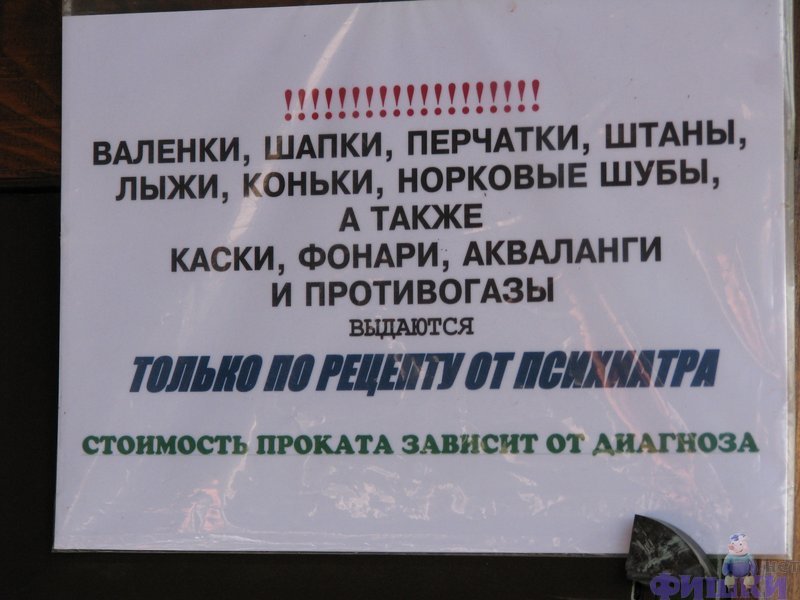 !!!!!!!!!!!!!!!!!!!!
ВАЛЕНКИ, ШАПКИ, ПЕРЧАТКИ, ШТАНЫ,
ЛЫЖИ, КОНЬКИ, НОРКОВЫЕ ШУБЫ,
А ТАКЖЕ
КАСКИ, ФОНАРИ, АКВАЛАНГИ
И ПРОТИВОГАЗЫ
ВЫДАЮТСЯ
ТОЛЬКО ПО РЕЦЕПТУ ОТ ПСИХИАТРА
СТОИМОСТЬ ПРОКАТА ЗАВИСИТ ОТ ДИАГНОЗА
ФИШКИ